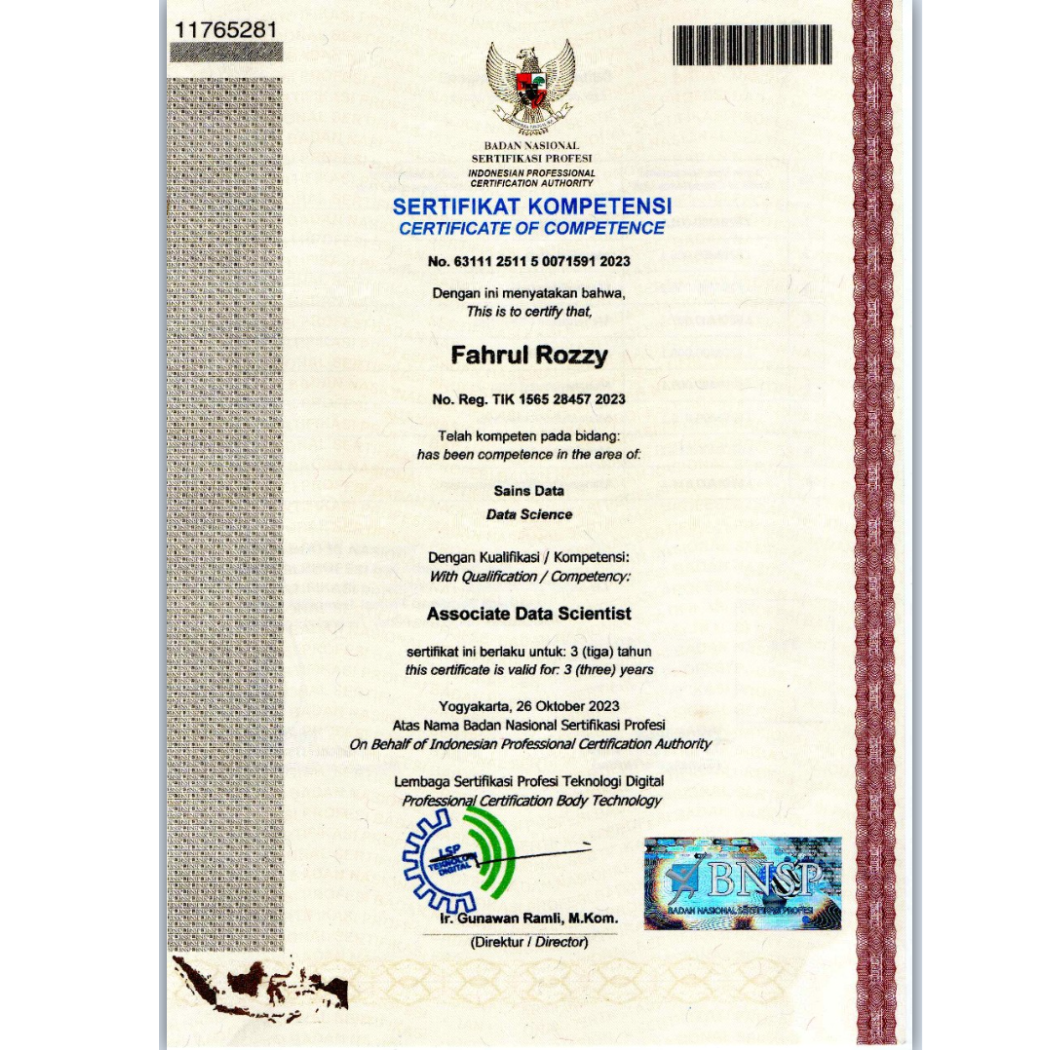 11765281
BADAN NASIONAL
SERTIFIKASI PROFESI
INDONESIAN PROFESSIONAL
CERTIFICATION AUTHORITY
SERTIFIKAT KOMPETENSI
CERTIFICATE OF COMPETENCE
No. 63111 2511 5 0071591 2023
Dengan ini menyatakan bahwa,
This is to certify that,
Fahrul Rozzy
No. Reg. TIK 1565 28457 2023
Telah kompeten pada bidang:
has been competence in the area of:
Sains Data
Data Science
Dengan Kualifikasi / Kompetensi:
With Qualification / Competency:
Associate Data Scientist
sertifikat ini berlaku untuk: 3 (tiga) tahun
this certificate is valid for: 3 (three) years
Yogyakarta, 26 Oktober 2023
Atas Nama Badan Nasional Sertifikasi Profesi
On Behalf of Indonesian Professional Certification Authority
Lembaga Sertifikasi Profesi Teknologi Digital
Professional Certification Body Technology
LSP
TEKNOLOGI
DIGITAL
BNSP
BADAN NASIONAL SERTIFIKASI PROFESI
Ir. Gunawan Ramli, M.Kom.
(Direktur / Director)